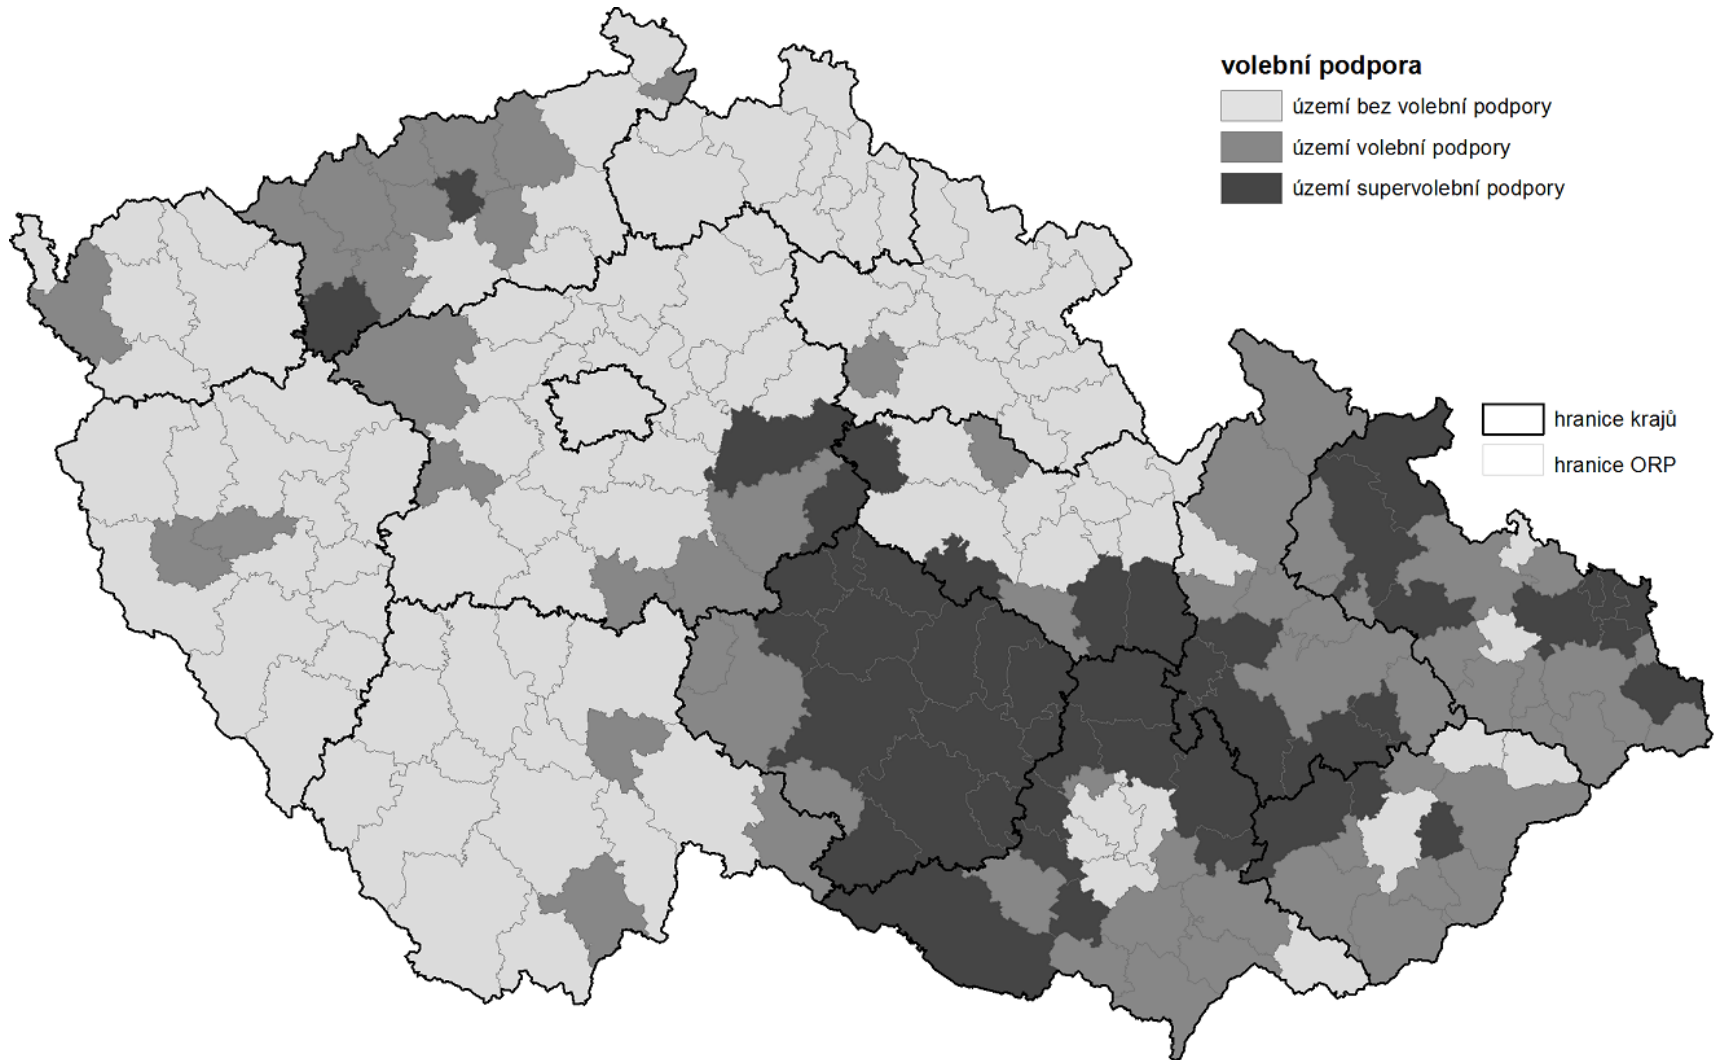 volební podpora
území bez volební podpory
území volební podpory
území supervolební podpory
hranice krajů
hranice ORP